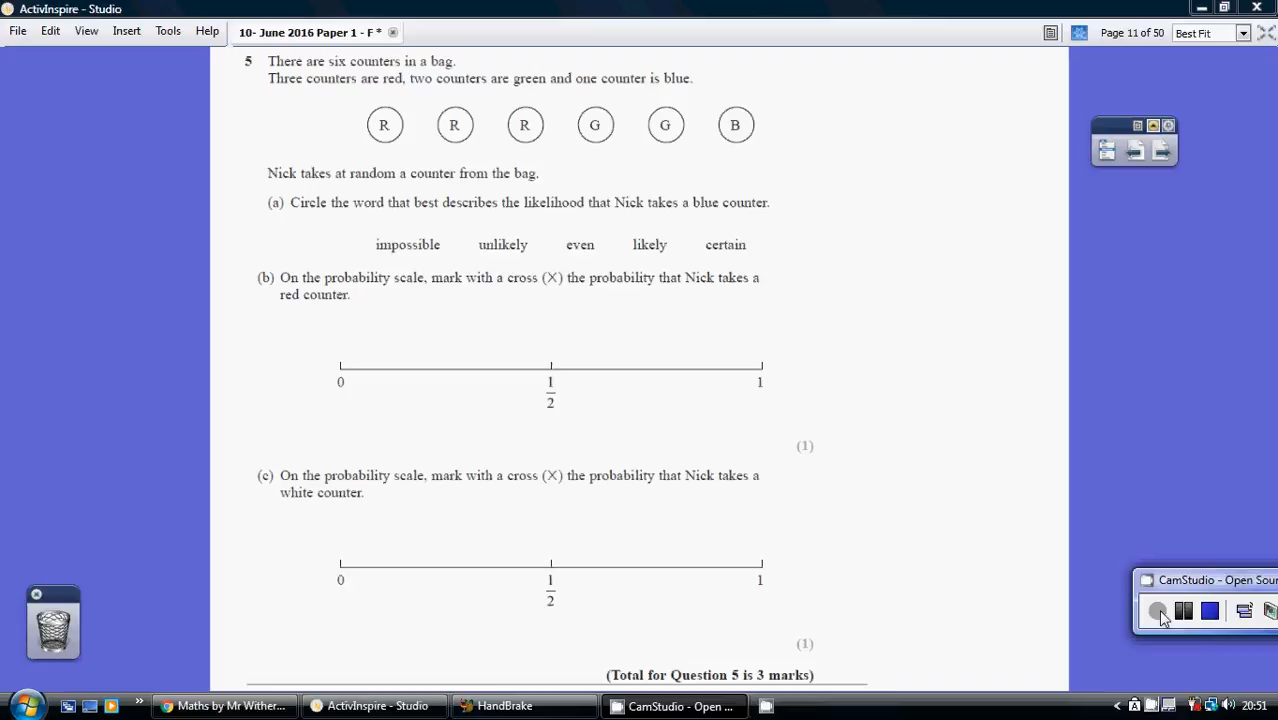 ActivInspire - Studio
File Edit View Insert Tools Help
10- June 2016 Paper 1 - F *
Page 11 of 50
Best Fit
5 There are six counters in a bag.
Three counters are red, two counters are green and one counter is blue.
R R R G G B
Nick takes at random a counter from the bag.
(a) Circle the word that best describes the likelihood that Nick takes a blue counter.
impossible unlikely even likely certain
(b) On the probability scale, mark with a cross (X) the probability that Nick takes a
red counter.
0 1/2 1
(1)
(c) On the probability scale, mark with a cross (X) the probability that Nick takes a
white counter.
0 1/2 1
(1)
(Total for Question 5 is 3 marks)
CamStudio - Open Sour
» Maths by Mr Wither... ActivInspire - Studio HandBrake CamStudio - Open ... 20:51